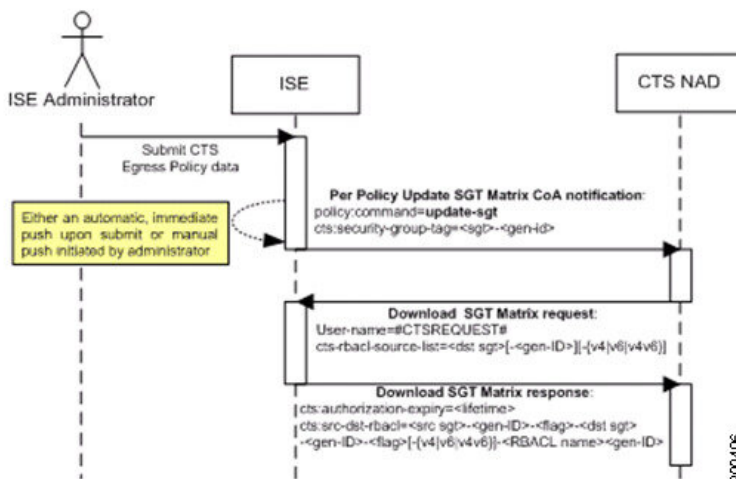 ISE Administrator
ISE
CTS NAD
Submit CTS
Egress Policy data
Either an automatic, immediate
push upon submit or manual
push initiated by administrator
Per Policy Update SGT Matrix CoA notification:
policy:command=update-sgt
cts:security-group-tag=<sgt>-<gen-id>
Download SGT Matrix request:
User-name=#CTSREQUEST#
cts-rbacl-source-list=<dst sgt>[-<gen-ID>][-{v4|v6|v4v6}]
Download SGT Matrix response:
cts:authorization-expiry=<lifetime>
cts:src-dst-rbacl=<src sgt>-<gen-ID>-<flag>-<dst sgt>
-<gen-ID>-<flag>[-{v4|v6|v4v6}]-<RBACL name><gen-ID>